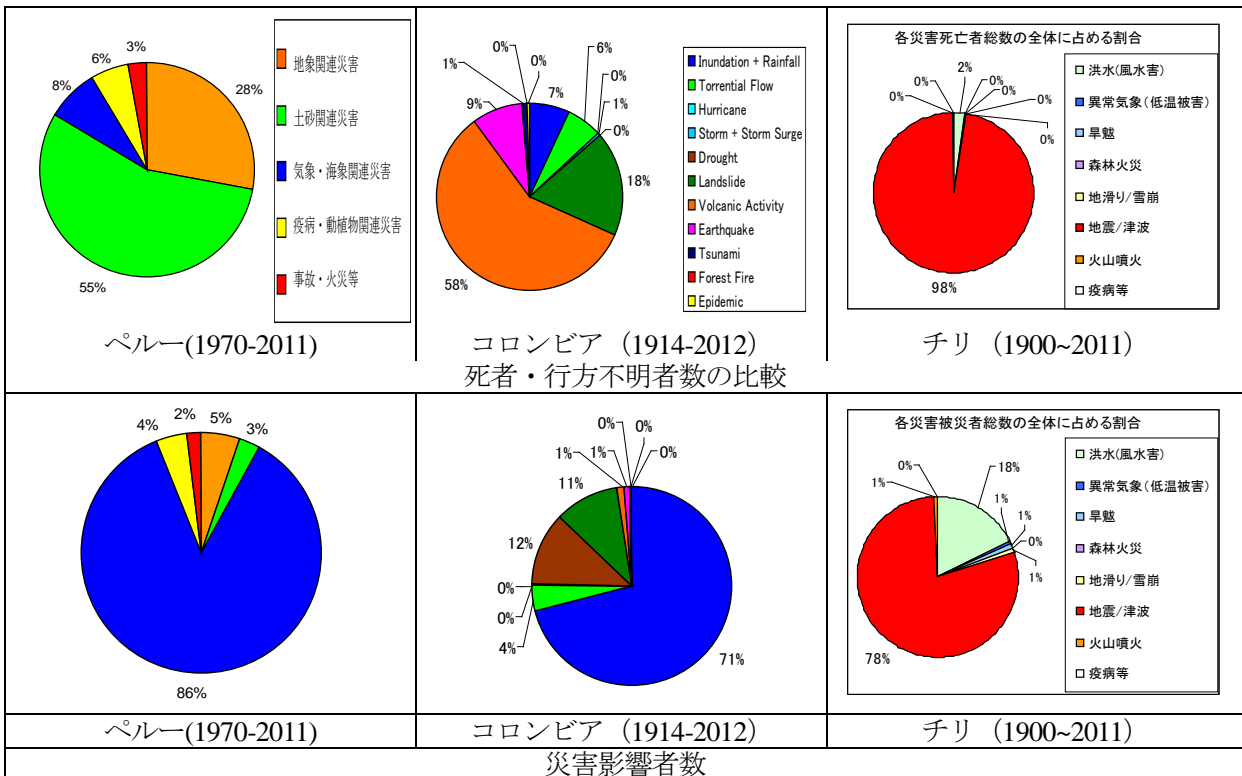 3%
6%
8%
28%
55%
地象関連災害
土砂関連災害
気象・海象関連災害
疫病・動植物関連災害
事故・火災等
ペルー(1970-2011)
0%
0%
1%
9%
7%
6%
0%
1%
0%
18%
58%
Inundation + Rainfall
Torrential Flow
Hurricane
Storm + Storm Surge
Drought
Landslide
Volcanic Activity
Earthquake
Tsunami
Forest Fire
Epidemic
コロンビア (1914-2012)
各災害死亡者総数の全体に占める割合
0%
2%
0%
0%
0%
0%
0%
98%
洪水(風水害)
異常気象(低温被害)
旱魃
森林火災
地滑り/雪崩
地震/津波
火山噴火
疫病等
チリ (1900~2011)
死者・行方不明者数の比較
4%
2%
5%
3%
86%
ペルー(1970-2011)
0%
0%
1%
1%
0%
11%
12%
0%
0%
4%
71%
コロンビア (1914-2012)
各災害被災者総数の全体に占める割合
0%
1%
18%
1%
1%
0%
1%
78%
洪水(風水害)
異常気象(低温被害)
旱魃
森林火災
地滑り/雪崩
地震/津波
火山噴火
疫病等
チリ (1900~2011)
災害影響者数